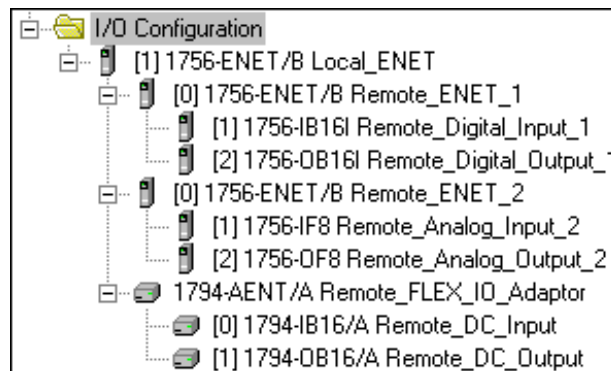 I/O Configuration
[1] 1756-ENET/B Local_ENET
[0] 1756-ENET/B Remote_ENET_1
[1] 1756-IB16I Remote_Digital_Input_1
[2] 1756-OB16I Remote_Digital_Output_1
[0] 1756-ENET/B Remote_ENET_2
[1] 1756-IF8 Remote_Analog_Input_2
[2] 1756-OF8 Remote_Analog_Output_2
1794-AENT/A Remote_FLEX_IO_Adaptor
[0] 1794-IB16/A Remote_DC_Input
[1] 1794-OB16/A Remote_DC_Output